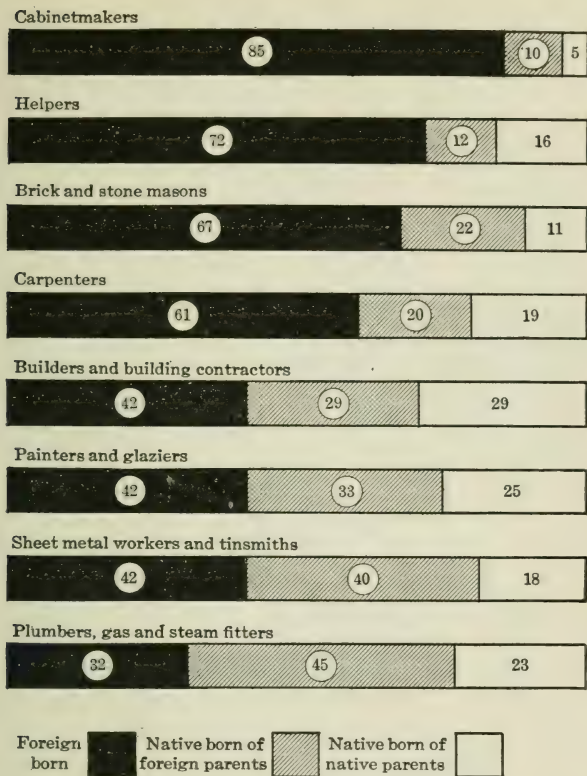 Cabinetmakers
85 10 5
Helpers
72 12 16
Brick and stone masons
67 22 11
Carpenters
61 20 19
Builders and building contractors
42 29 29
Painters and glaziers
42 33 25
Sheet metal workers and tinsmiths
42 40 18
Plumbers, gas and steam fitters
32 45 23
Foreign born
Native born of foreign parents
Native born of native parents